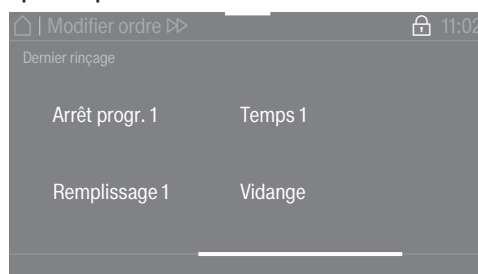 Modifier ordre 11:02
Dernier rinçage
Arrêt progr. 1 Temps 1
Remplissage 1 Vidange